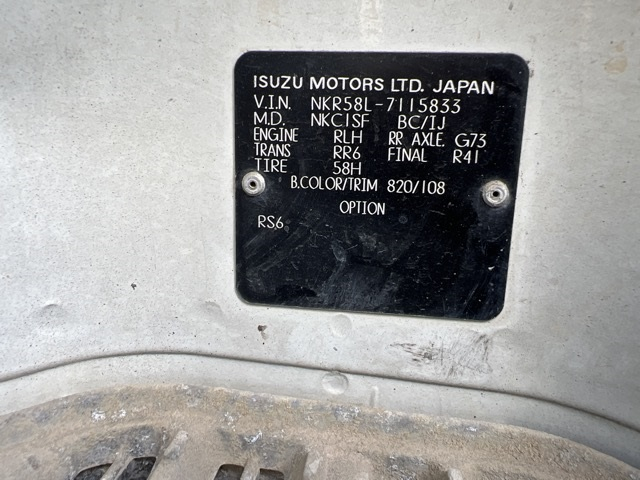 ISUZU MOTORS LTD. JAPAN
V.I.N. NKR58L-7115833
M.D. NKC1SF BC/IJ
ENGINE RLH RR AXLE. G73
TRANS RR6 FINAL R41
TIRE 58H
B.COLOR/TRIM 820/108
OPTION
RS6